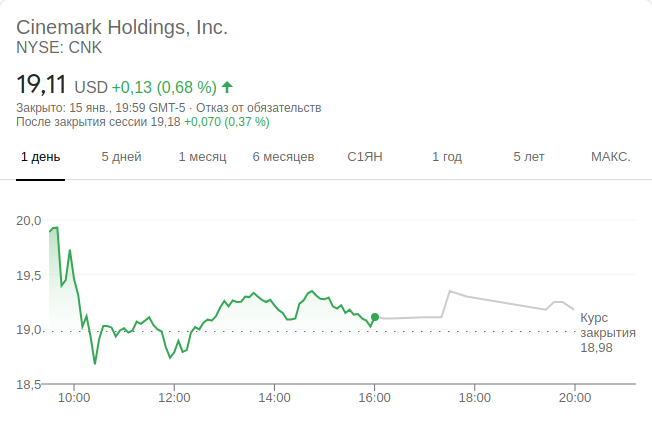 Cinemark Holdings, Inc.
NYSE: CNK
19,11 USD +0,13 (0,68 %)
Закрыто: 15 янв., 19:59 GMT-5 · Отказ от обязательств
После закрытия сессии 19,18 +0,070 (0,37 %)
1 день 5 дней 1 месяц 6 месяцев С1ЯН 1 год 5 лет МАКС.
20,0
19,5
19,0
Курс
закрытия
18,98
18,5
10:00 12:00 14:00 16:00 18:00 20:00